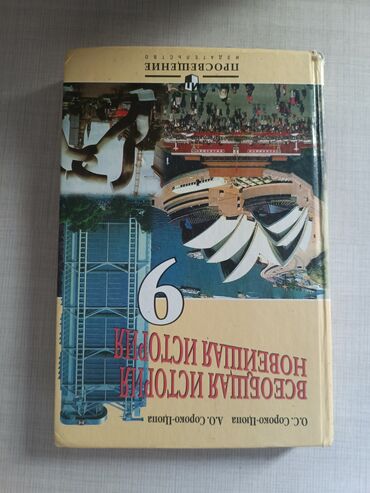 О.С. Сороко-Цюпа А.О. Сороко-Цюпа
ВСЕОБЩАЯ ИСТОРИЯ
НОВЕЙШАЯ ИСТОРИЯ
9
ПРОСВЕЩЕНИЕ
ИЗДАТЕЛЬСТВО